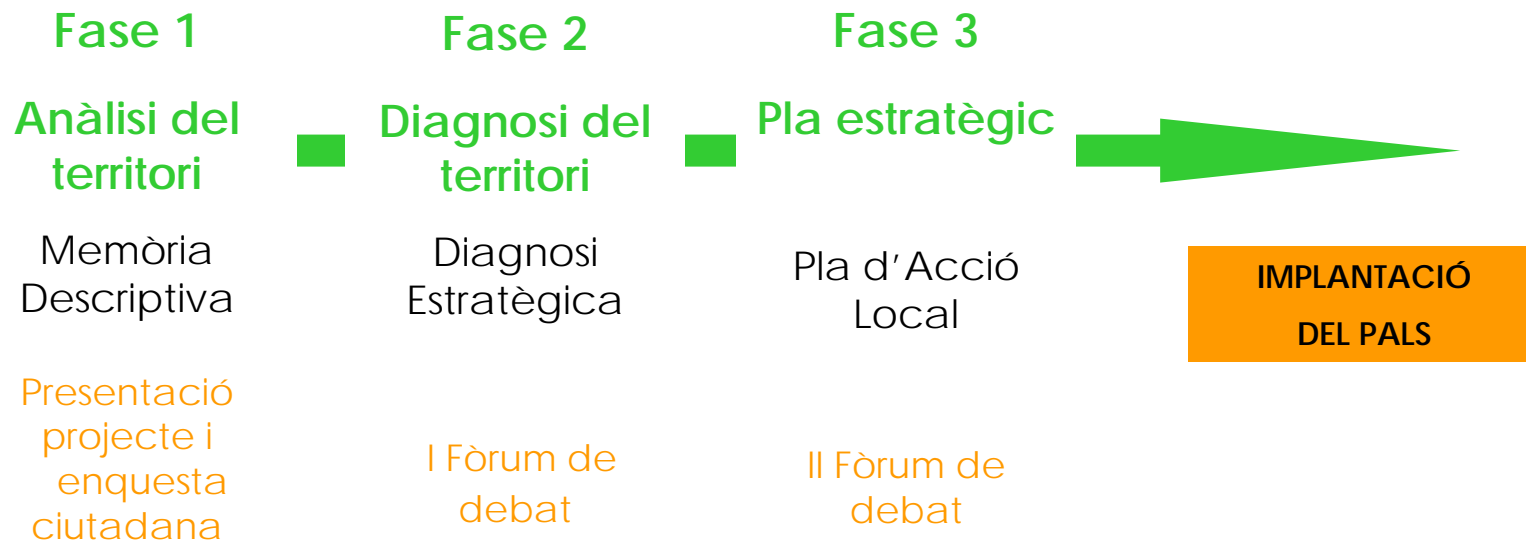 Fase 1
Anàlisi del
territori
Memòria
Descriptiva
Presentació
projecte i
enquesta
ciutadana
Fase 2
Diagnosi del
territori
Diagnosi
Estratègica
I Fòrum de
debat
Fase 3
Pla estratègic
Pla d'Acció
Local
II Fòrum de
debat
IMPLANTACIÓ
DEL PALS